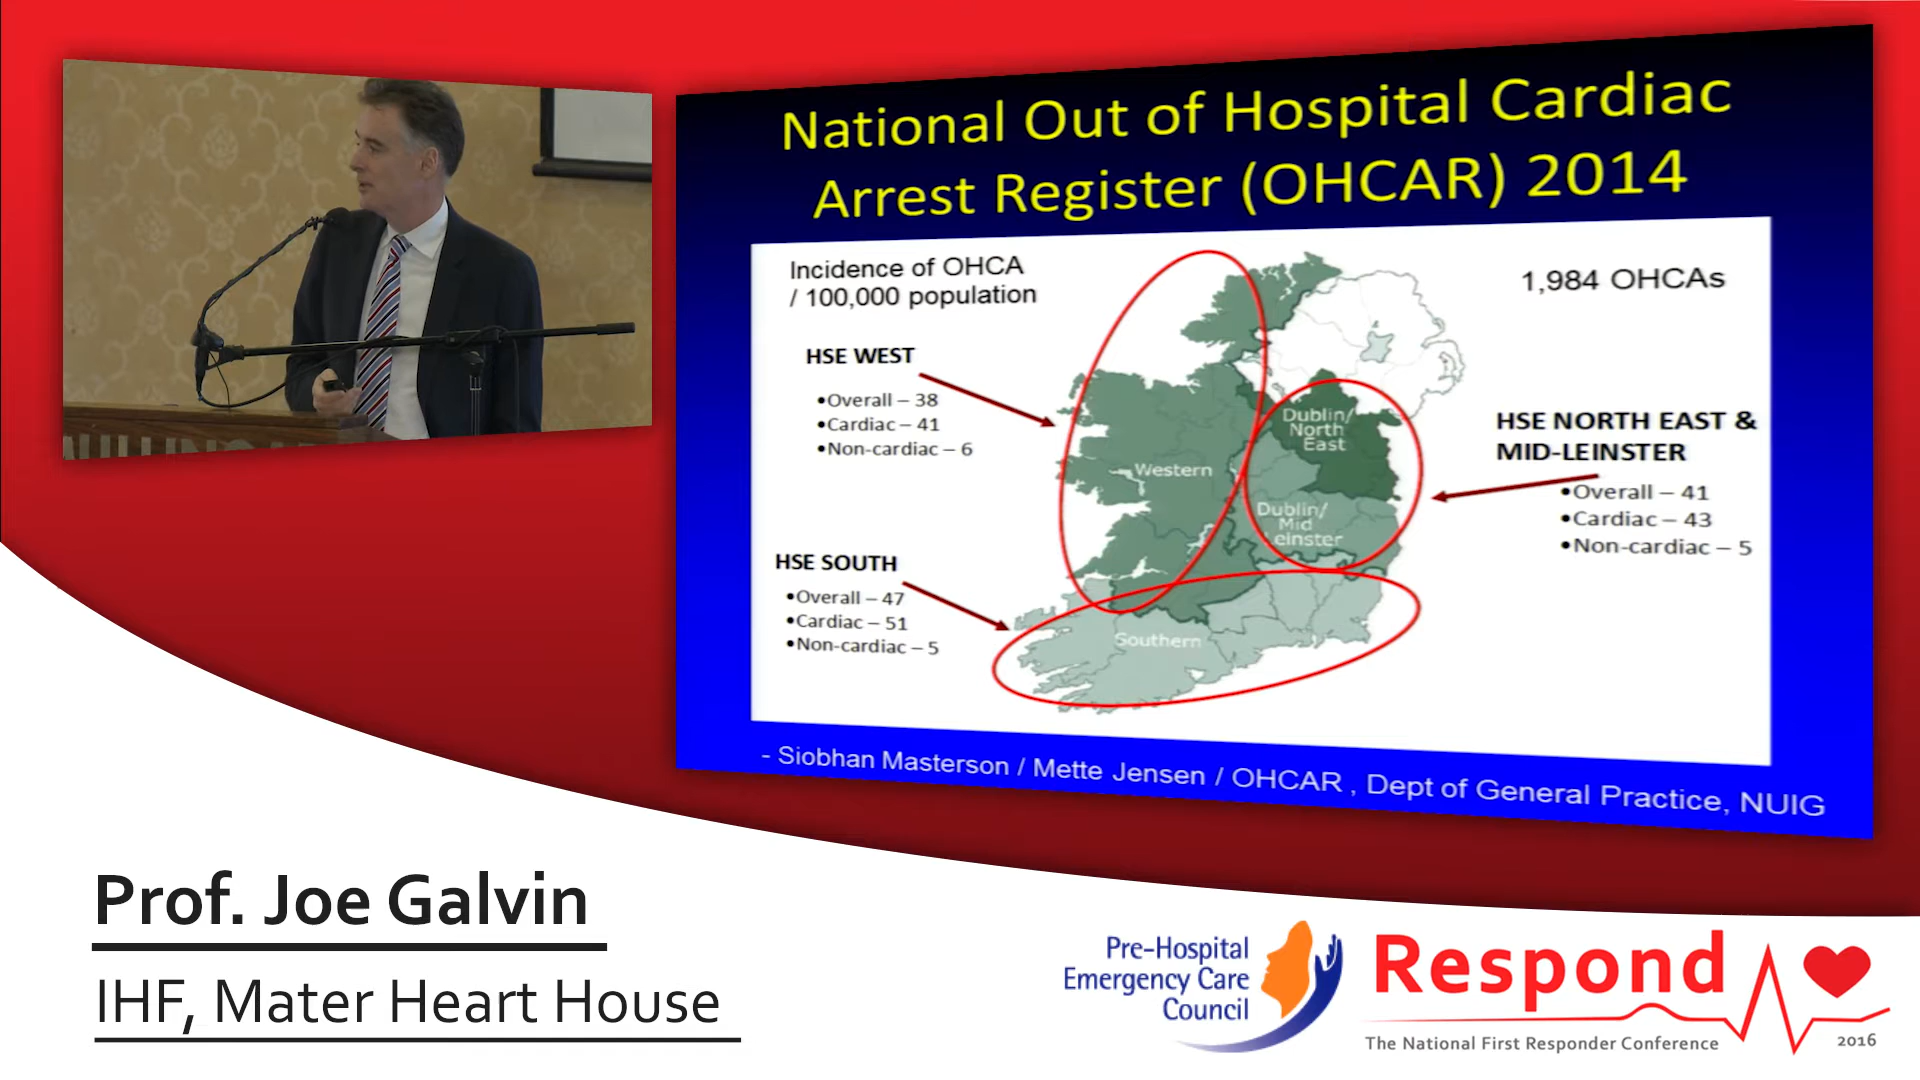 National Out of Hospital Cardiac
Arrest Register (OHCAR) 2014
Incidence of OHCA
/ 100,000 population
1,984 OHCAs
HSE WEST
•Overall – 38
•Cardiac – 41
•Non-cardiac – 6
HSE NORTH EAST &
MID-LEINSTER
•Overall – 41
•Cardiac – 43
•Non-cardiac – 5
HSE SOUTH
•Overall – 47
•Cardiac – 51
•Non-cardiac – 5
Dublin/
North
East
Western
Dublin/
Mid
Leinster
Southern
- Siobhan Masterson / Mette Jensen / OHCAR , Dept of General Practice, NUIG
Prof. Joe Galvin
IHF, Mater Heart House
Pre-Hospital
Emergency Care
Council
Respond
The National First Responder Conference
2016